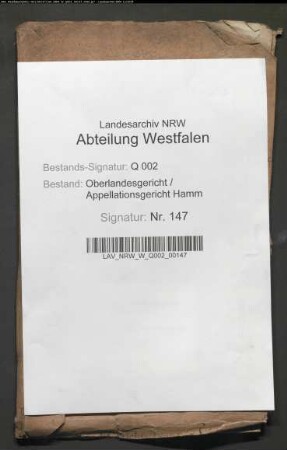 Landesarchiv NRW
Abteilung Westfalen
Bestands-Signatur: Q 002
Bestand: Oberlandesgericht /
Appellationsgericht Hamm
Signatur: Nr. 147
LAV_NRW_W_Q002_00147